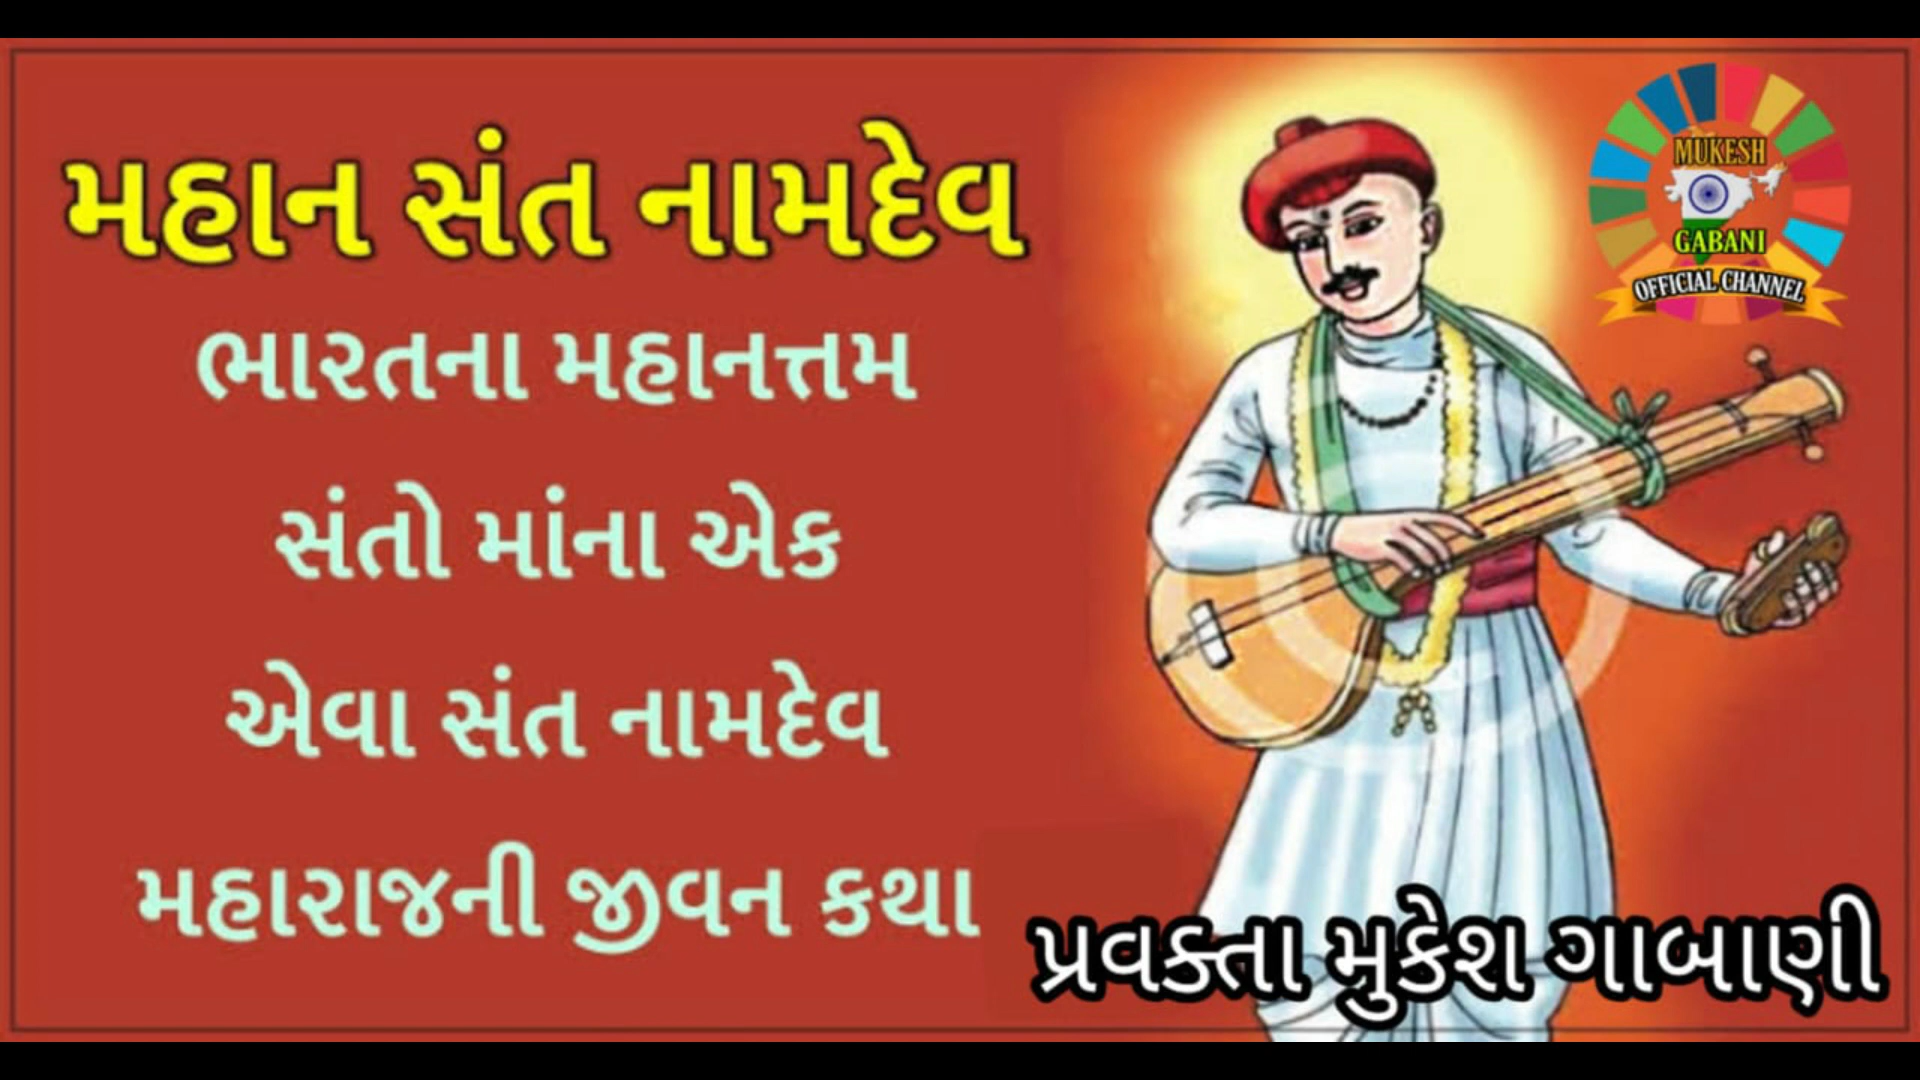 મહાન સંત નામદેવ
ભારતના મહાનત્તમ
સંતો માંના એક
એવા સંત નામદેવ
મહારાજની જીવન કથા
પ્રવક્તા મુકેશ ગાબાણી
MUKESH
GABANI
OFFICIAL CHANNEL